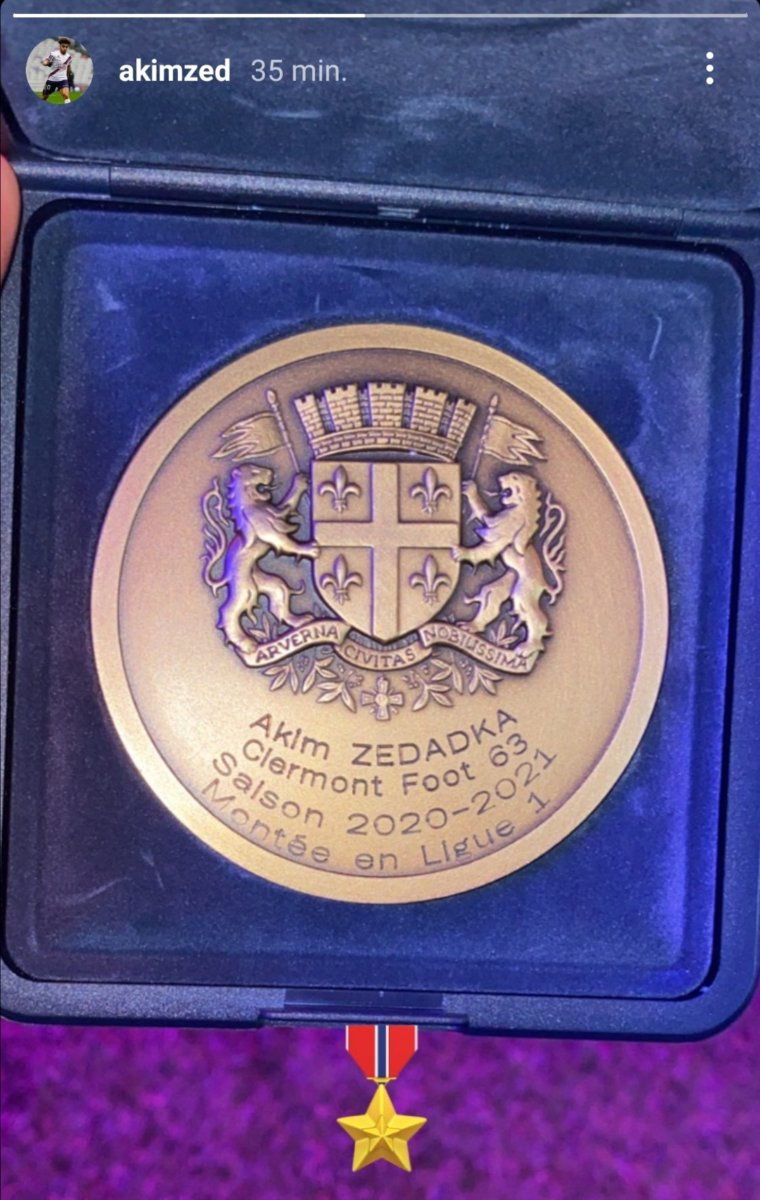 akimzed 35 min.
ARVERNA CIVITAS NOBILISSIMA
Akim ZEDADKA
Clermont Foot 63
Saison 2020-2021
Montée en Ligue 1